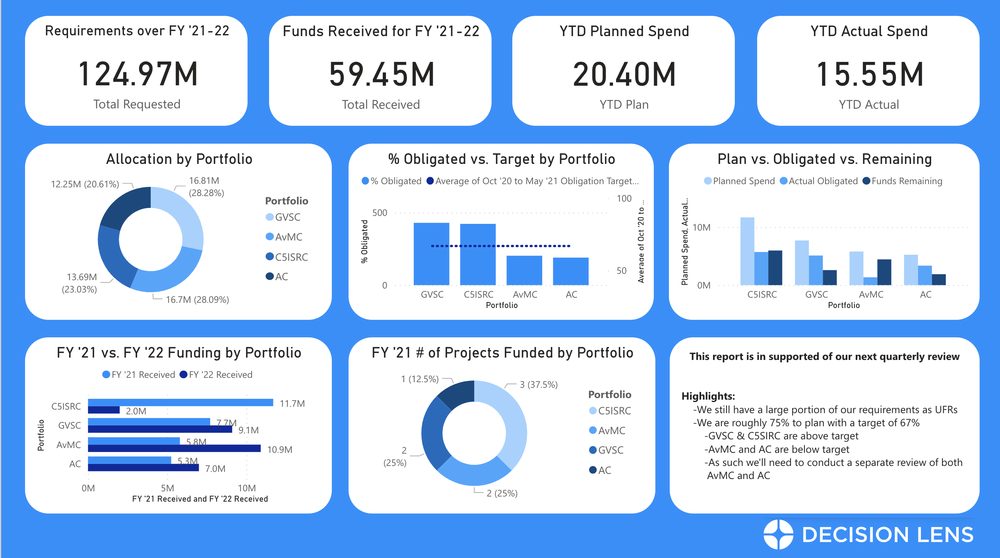 Requirements over FY '21-22
124.97M
Total Requested
Funds Received for FY '21-22
59.45M
Total Received
YTD Planned Spend
20.40M
YTD Plan
YTD Actual Spend
15.55M
YTD Actual
Allocation by Portfolio
12.25M (20.61%)
16.81M
(28.28%)
13.69M
(23.03%)
16.7M (28.09%)
Portfolio
GVSC
AvMC
C5ISRC
AC
% Obligated vs. Target by Portfolio
% Obligated
Average of Oct '20 to May '21 Obligation Target...
% Obligated
500
0
100
50
Average of Oct '20 to ...
GVSC
C5ISRC
AvMC
AC
Portfolio
Plan vs. Obligated vs. Remaining
Planned Spend
Actual Obligated
Funds Remaining
Planned Spend, Actual...
10M
0M
C5ISRC
GVSC
AvMC
AC
Portfolio
FY '21 vs. FY '22 Funding by Portfolio
FY '21 Received
FY '22 Received
Portfolio
C5ISRC
11.7M
2.0M
GVSC
7.7M
9.1M
AvMC
5.8M
10.9M
AC
5.3M
7.0M
0M
5M
10M
FY '21 Received and FY '22 Received
FY '21 # of Projects Funded by Portfolio
1 (12.5%)
3 (37.5%)
2
(25%)
2 (25%)
Portfolio
C5ISRC
AvMC
GVSC
AC
This report is in supported of our next quarterly review
Highlights:
-We still have a large portion of our requirements as UFRs
-We are roughly 75% to plan with a target of 67%
-GVSC & C5SIRC are above target
-AvMC and AC are below target
-As such we'll need to conduct a separate review of both
AvMC and AC
DECISION LENS